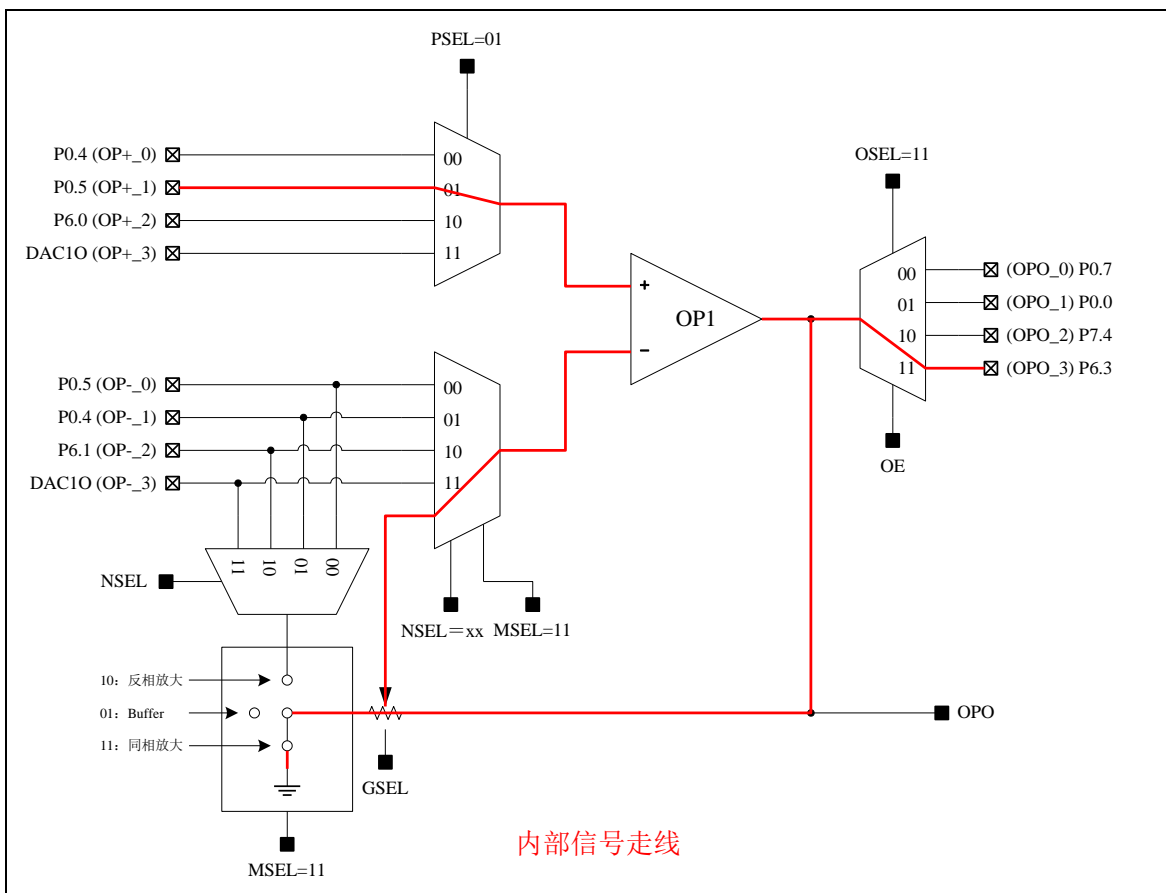 PSEL=01
P0.4 (OP+_0)
P0.5 (OP+_1)
P6.0 (OP+_2)
DAC1O (OP+_3)
00
01
10
11
OSEL=11
00
01
10
11
(OPO_0) P0.7
(OPO_1) P0.0
(OPO_2) P7.4
(OPO_3) P6.3
OE
+
OP1
−
P0.5 (OP-_0)
P0.4 (OP-_1)
P6.1 (OP-_2)
DAC1O (OP-_3)
00
01
10
11
11 10 01 00
NSEL
NSEL=xx MSEL=11
10：反相放大
01：Buffer
11：同相放大
GSEL
OPO
MSEL=11
内部信号走线